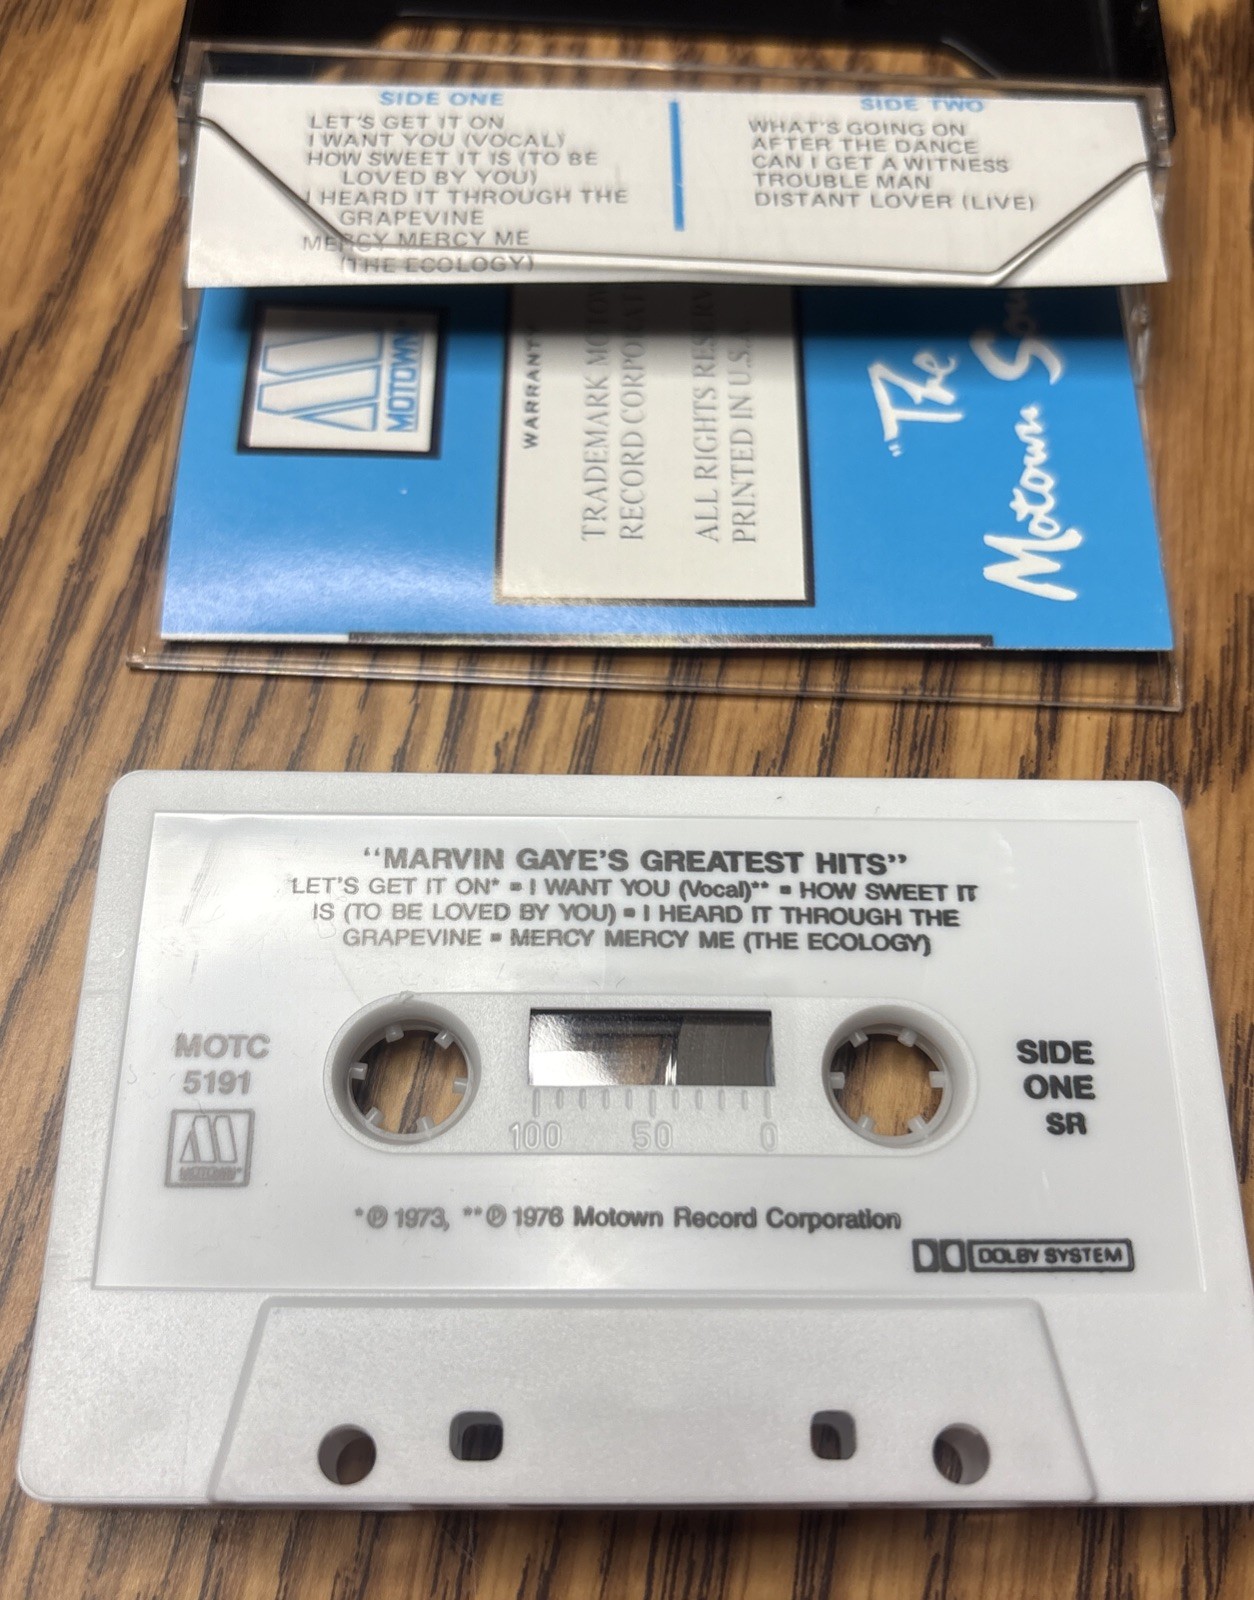 SIDE ONE
LET'S GET IT ON
I WANT YOU (VOCAL)
HOW SWEET IT IS (TO BE
LOVED BY YOU)
I HEARD IT THROUGH THE
GRAPEVINE
MERCY MERCY ME
(THE ECOLOGY)
SIDE TWO
WHAT'S GOING ON
AFTER THE DANCE
CAN I GET A WITNESS
TROUBLE MAN
DISTANT LOVER (LIVE)
MOTOWN
WARRANT
TRADEMARK
RECORD
ALL RIGHTS
PRINTED IN U.S.
"The
Motown
"MARVIN GAYE'S GREATEST HITS"
LET'S GET IT ON* ▪ I WANT YOU (Vocal)** ▪ HOW SWEET IT
IS (TO BE LOVED BY YOU) ▪ I HEARD IT THROUGH THE
GRAPEVINE ▪ MERCY MERCY ME (THE ECOLOGY)
MOTC
5191
MOTOWN
SIDE
ONE
SR
100 50 0
*℗ 1973, **℗ 1976 Motown Record Corporation
DOLBY SYSTEM